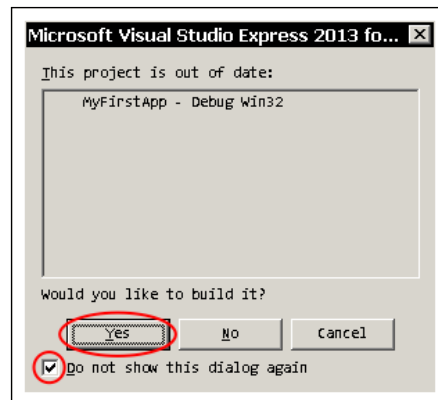 Microsoft Visual Studio Express 2013 fo...
This project is out of date:
MyFirstApp - Debug Win32
Would you like to build it?
Yes No Cancel
Do not show this dialog again